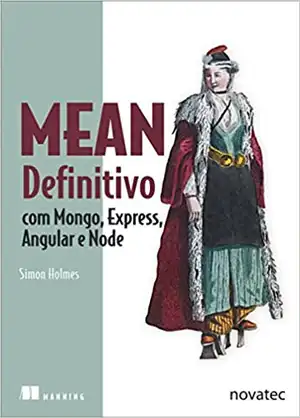 MEAN
Definitivo
com Mongo, Express,
Angular e Node
Simon Holmes
MANNING
novatec